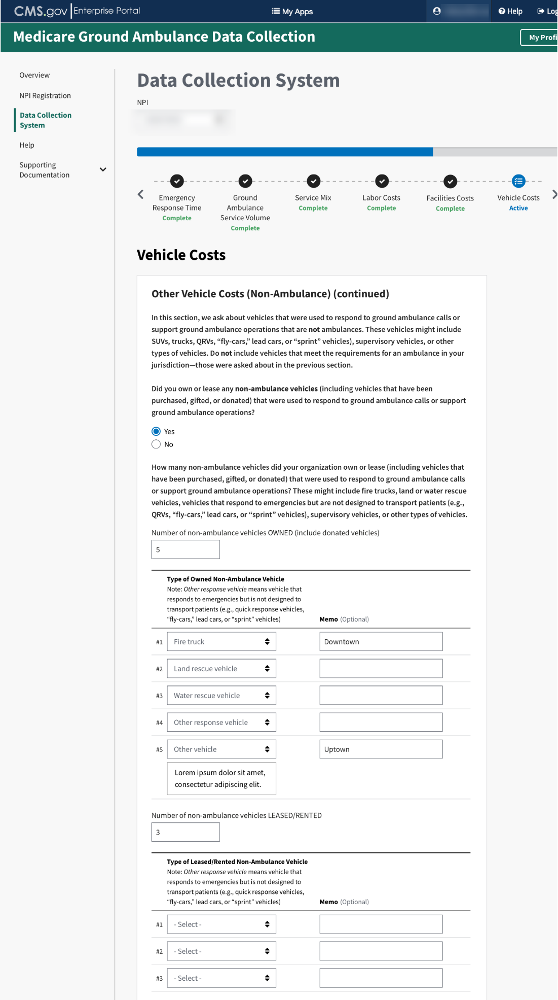 CMS.gov Enterprise Portal
My Apps
Help
Log
Medicare Ground Ambulance Data Collection
My Profi
Overview
NPI Registration
Data Collection
System
Help
Supporting
Documentation
Data Collection System
NPI
Emergency
Response Time
Complete
Ground
Ambulance
Service Volume
Complete
Service Mix
Complete
Labor Costs
Complete
Facilities Costs
Complete
Vehicle Costs
Active
Vehicle Costs
Other Vehicle Costs (Non-Ambulance) (continued)
In this section, we ask about vehicles that were used to respond to ground ambulance calls or
support ground ambulance operations that are not ambulances. These vehicles might include
SUVs, trucks, QRVs, “fly-cars,” lead cars, or “sprint” vehicles), supervisory vehicles, or other
types of vehicles. Do not include vehicles that meet the requirements for an ambulance in your
jurisdiction—those were asked about in the previous section.
Did you own or lease any non-ambulance vehicles (including vehicles that have been
purchased, gifted, or donated) that were used to respond to ground ambulance calls or support
ground ambulance operations?
Yes
No
How many non-ambulance vehicles did your organization own or lease (including vehicles that
have been purchased, gifted, or donated) that were used to respond to ground ambulance calls
or support ground ambulance operations? These might include fire trucks, land or water rescue
vehicles, vehicles that respond to emergencies but are not designed to transport patients (e.g.,
QRVs, “fly-cars,” lead cars, or “sprint” vehicles), supervisory vehicles, or other types of vehicles.
Number of non-ambulance vehicles OWNED (include donated vehicles)
5
Type of Owned Non-Ambulance Vehicle
Note: Other response vehicle means vehicle that
responds to emergencies but is not designed to
transport patients (e.g., quick response vehicles,
“fly-cars,” lead cars, or “sprint” vehicles)
Memo (Optional)
#1 Fire truck Downtown
#2 Land rescue vehicle
#3 Water rescue vehicle
#4 Other response vehicle
#5 Other vehicle Uptown
Lorem ipsum dolor sit amet,
consectetur adipiscing elit.
Number of non-ambulance vehicles LEASED/RENTED
3
Type of Leased/Rented Non-Ambulance Vehicle
Note: Other response vehicle means vehicle that
responds to emergencies but is not designed to
transport patients (e.g., quick response vehicles,
“fly-cars,” lead cars, or “sprint” vehicles)
Memo (Optional)
#1 - Select -
#2 - Select -
#3 - Select -